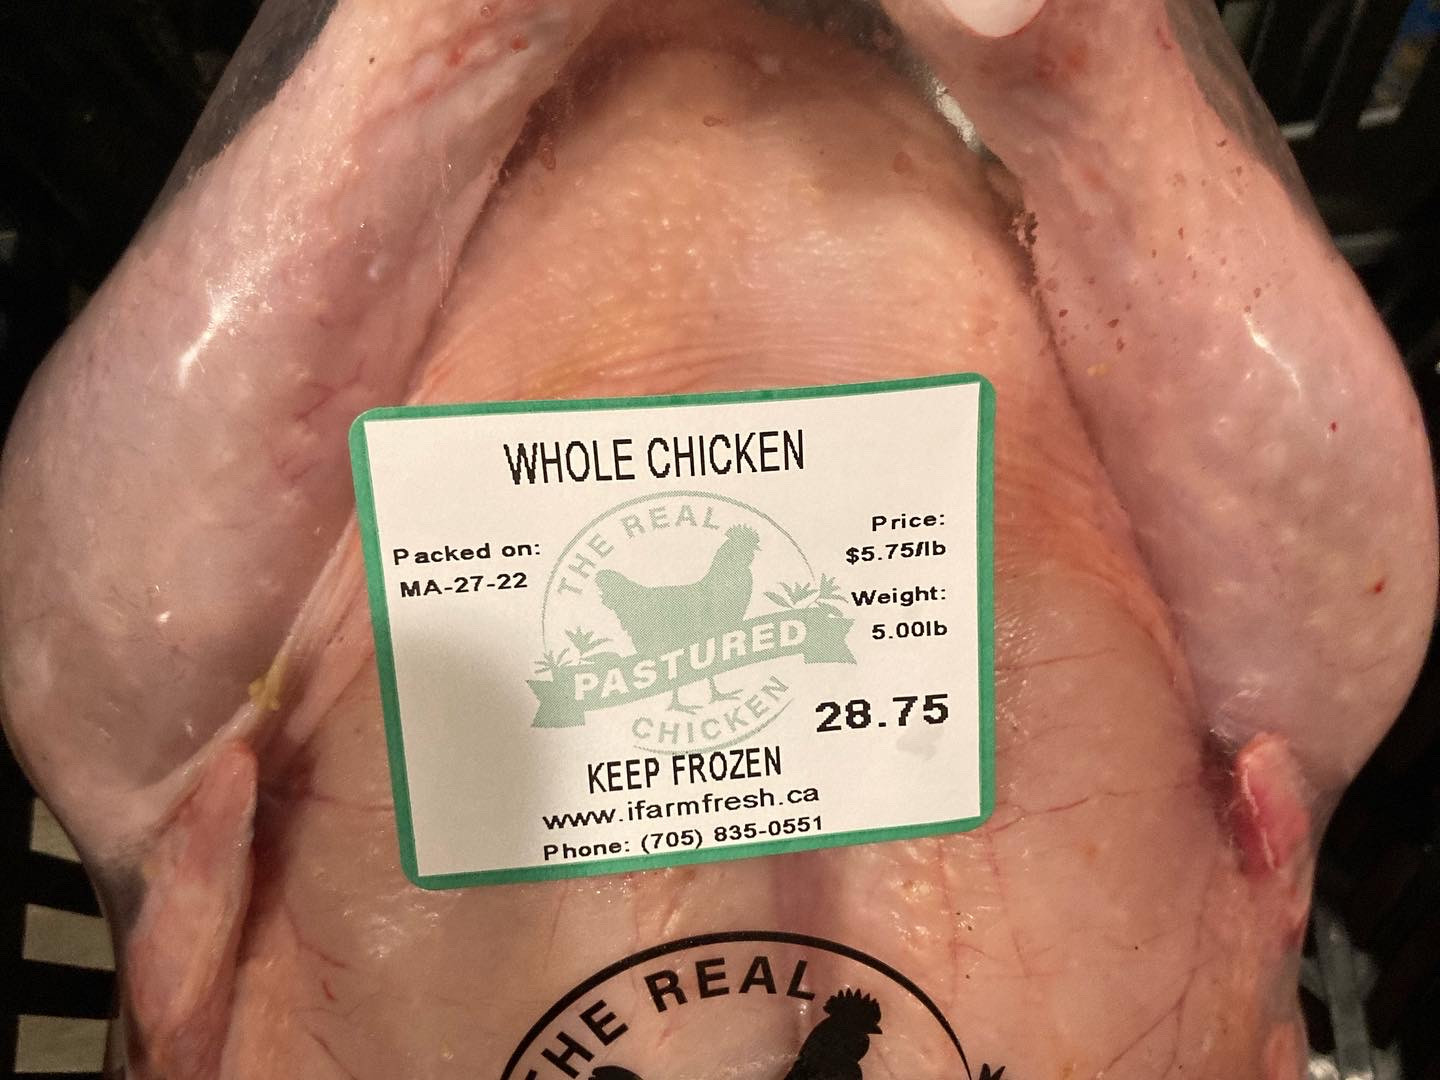 WHOLE CHICKEN
Packed on:
MA-27-22
THE REAL
PASTURED
CHICKEN
Price:
$5.75/lb
Weight:
5.00lb
28.75
KEEP FROZEN
www.ifarmfresh.ca
Phone: (705) 835-0551
THE REAL